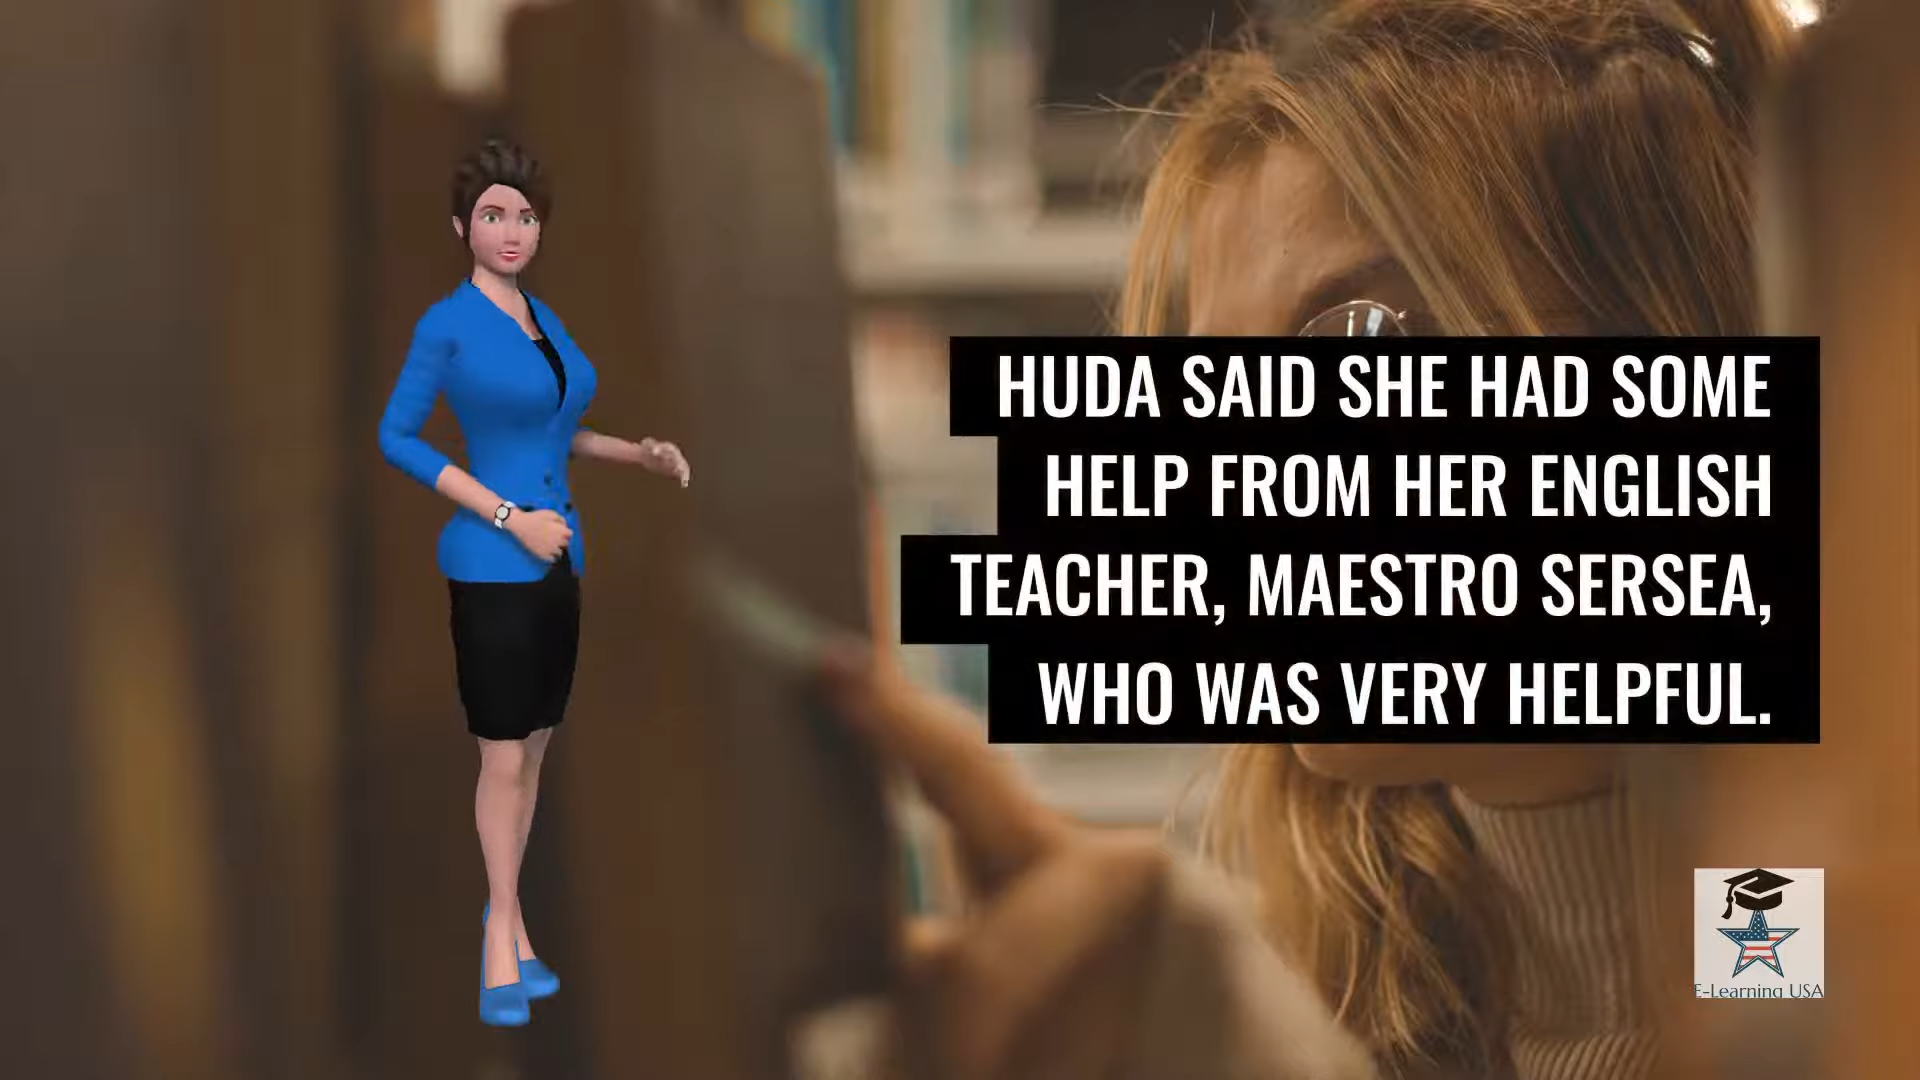 HUDA SAID SHE HAD SOME
HELP FROM HER ENGLISH
TEACHER, MAESTRO SERSEA,
WHO WAS VERY HELPFUL.
E-Learning USA